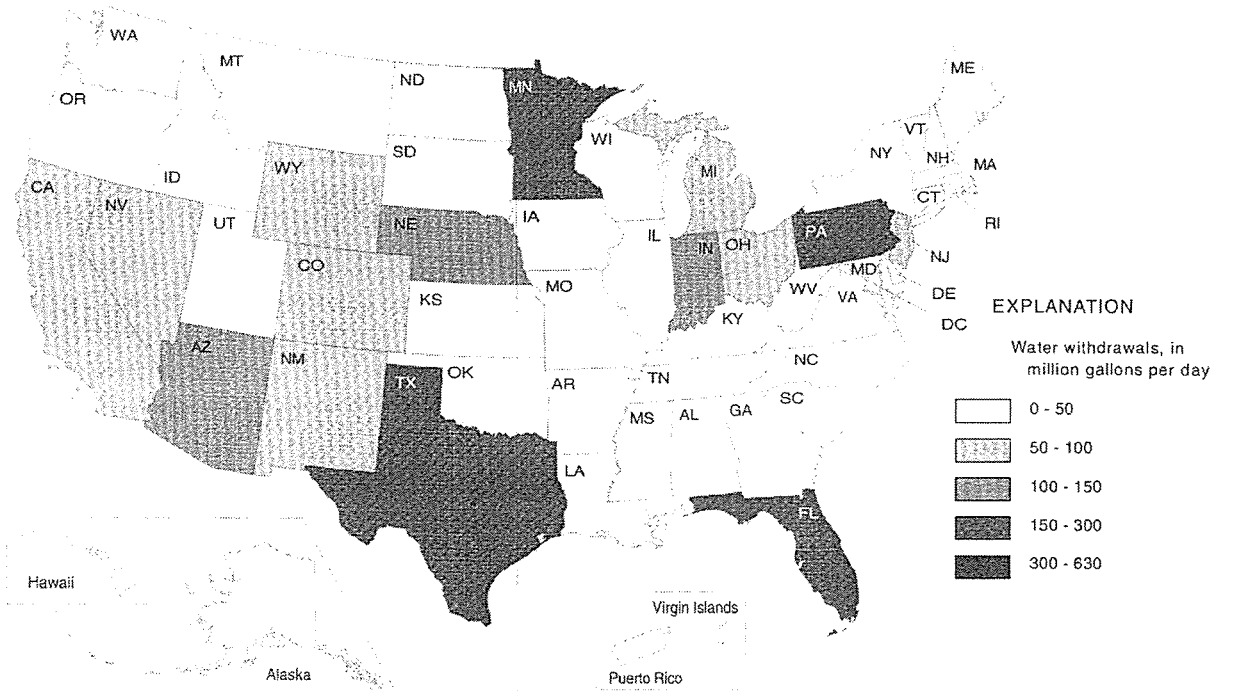 WA
MT
ND
MN
ME
OR
VT
WI
NY
NH
MA
SD
ID
WY
MI
CA
NV
CT
UT
NE
IA
RI
IL
IN
OH
PA
NJ
CO
MD
MO
WV
VA
DE
KS
KY
DC
AZ
NM
NC
TX
OK
AR
TN
SC
MS
AL
GA
LA
FL
Hawaii
Alaska
Virgin Islands
Puerto Rico
EXPLANATION
Water withdrawals, in
million gallons per day
0 - 50
50 - 100
100 - 150
150 - 300
300 - 630